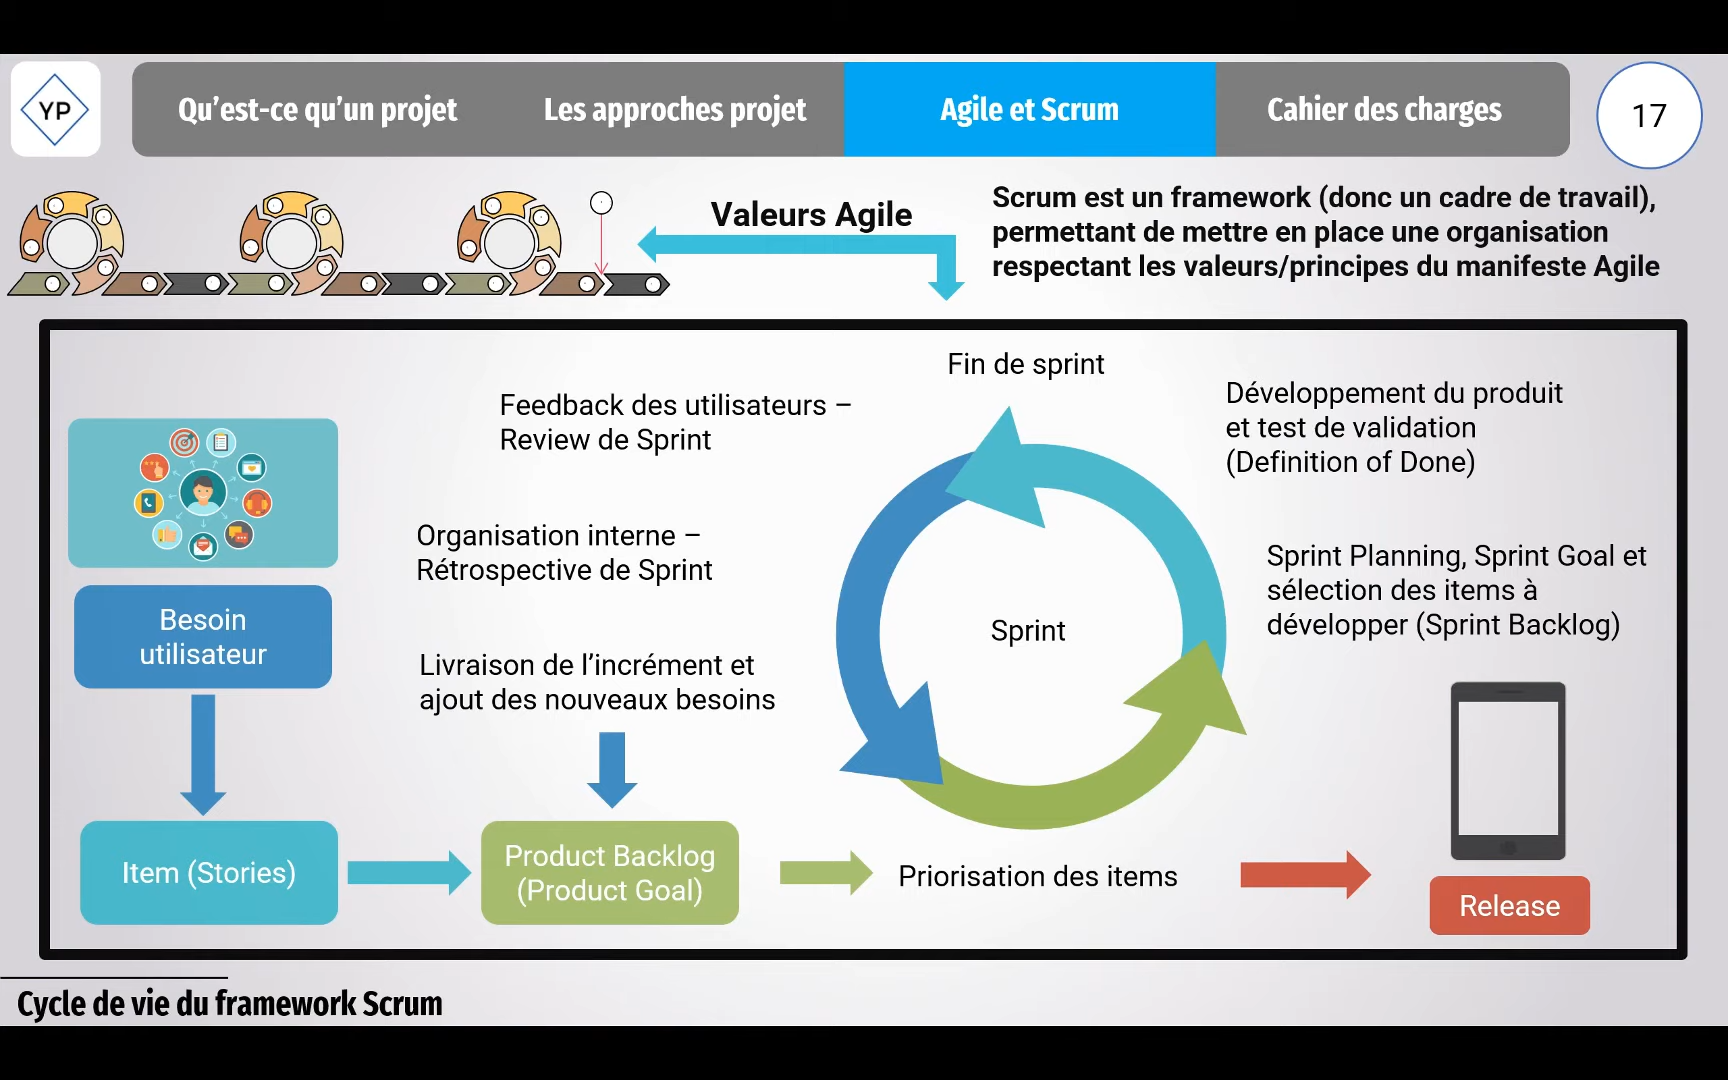 YP
Qu’est-ce qu’un projet
Les approches projet
Agile et Scrum
Cahier des charges
17
Valeurs Agile
Scrum est un framework (donc un cadre de travail),
permettant de mettre en place une organisation
respectant les valeurs/principes du manifeste Agile
Fin de sprint
Feedback des utilisateurs –
Review de Sprint
Développement du produit
et test de validation
(Definition of Done)
Organisation interne –
Rétrospective de Sprint
Sprint Planning, Sprint Goal et
sélection des items à
développer (Sprint Backlog)
Besoin
utilisateur
Sprint
Livraison de l’incrément et
ajout des nouveaux besoins
Item (Stories)
Product Backlog
(Product Goal)
Priorisation des items
Release
Cycle de vie du framework Scrum